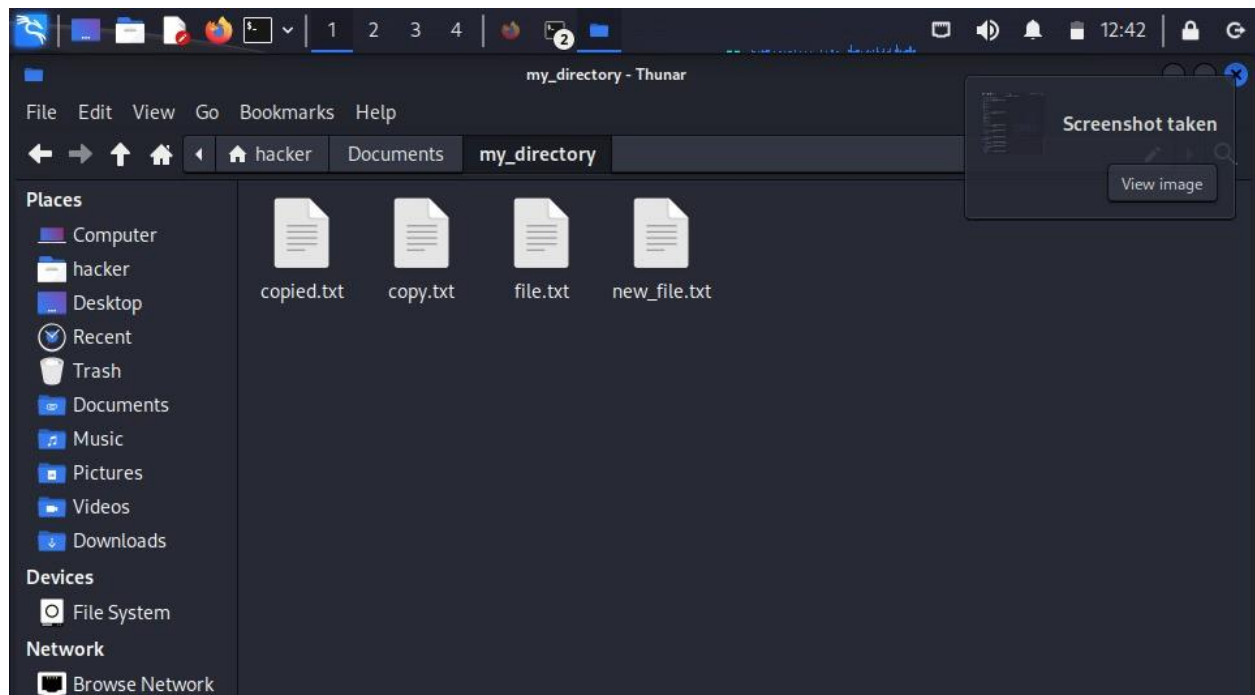 1 2 3 4 2 12:42
my_directory - Thunar
File Edit View Go Bookmarks Help
Screenshot taken
View image
hacker Documents my_directory
Places
Computer
hacker
Desktop
Recent
Trash
Documents
Music
Pictures
Videos
Downloads
Devices
File System
Network
Browse Network
copied.txt copy.txt file.txt new_file.txt